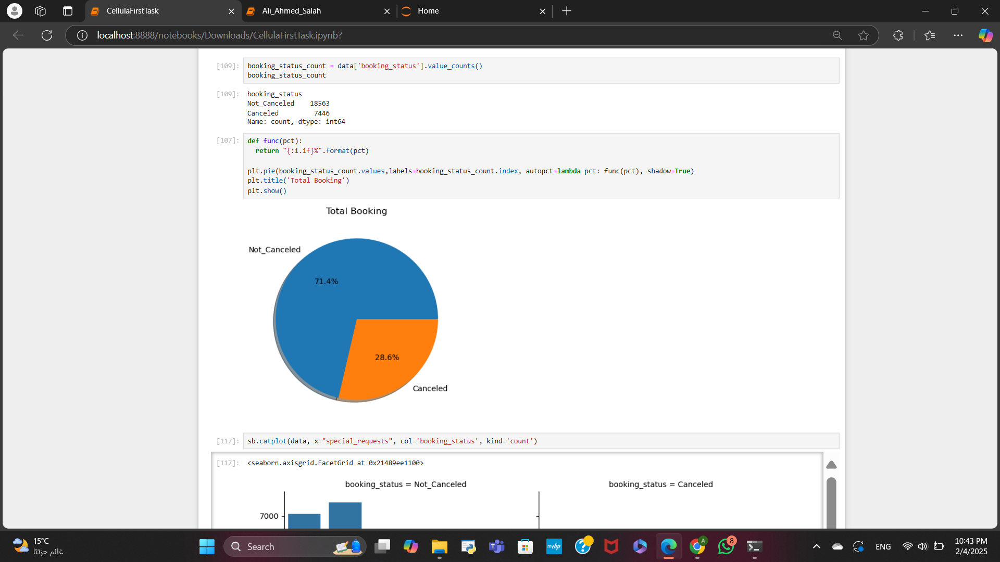 CellulaFirstTask
Ali_Ahmed_Salah
Home
localhost:8888/notebooks/Downloads/CellulaFirstTask.ipynb?
[109]: booking_status_count = data['booking_status'].value_counts()
booking_status_count
[109]: booking_status
Not_Canceled    18563
Canceled         7446
Name: count, dtype: int64
[107]: def func(pct):
  return "{:1.1f}%".format(pct)
plt.pie(booking_status_count.values,labels=booking_status_count.index, autopct=lambda pct: func(pct), shadow=True)
plt.title('Total Booking')
plt.show()
Total Booking
Not_Canceled
71.4%
28.6%
Canceled
[117]: sb.catplot(data, x="special_requests", col='booking_status', kind='count')
[117]: <seaborn.axisgrid.FacetGrid at 0x21489ee1100>
booking_status = Not_Canceled
booking_status = Canceled
7000
15°C
غائم جزئيًا
Search
myhp
A
8
ENG
10:43 PM
2/4/2025